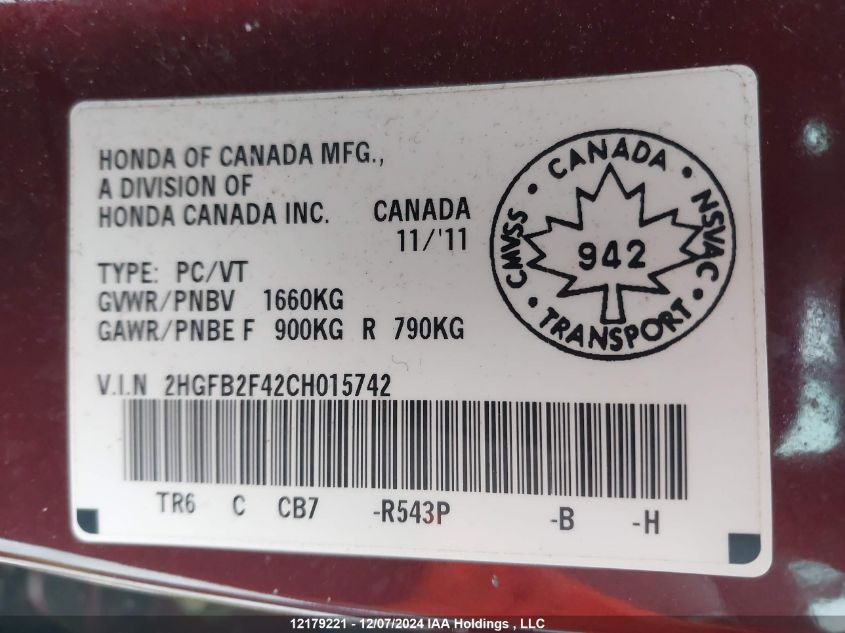 HONDA OF CANADA MFG.,
A DIVISION OF
HONDA CANADA INC. CANADA
11/'11
TYPE: PC/VT
GVWR/PNBV 1660KG
GAWR/PNBE F 900KG R 790KG
V.I.N 2HGFB2F42CH015742
TR6 C CB7 -R543P -B -H
CMVSS · CANADA · NSVAC · TRANSPORT ·
942
12179221 - 12/07/2024 IAA Holdings , LLC